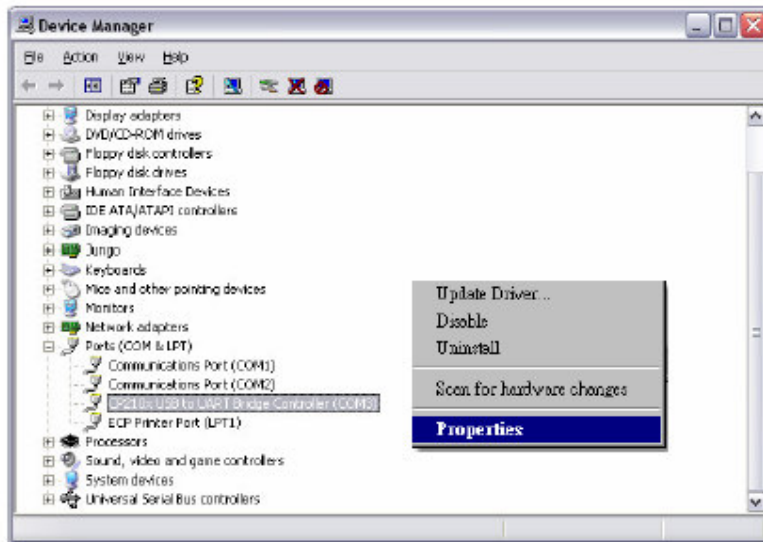 Device Manager
File Action View Help
Display adapters
DVD/CD-ROM drives
Floppy disk controllers
Floppy disk drives
Human Interface Devices
IDE ATA/ATAPI controllers
Imaging devices
Jungo
Keyboards
Mice and other pointing devices
Monitors
Network adapters
Ports (COM & LPT)
Communications Port (COM1)
Communications Port (COM2)
CP210x USB to UART Bridge Controller (COM3)
ECP Printer Port (LPT1)
Processors
Sound, video and game controllers
System devices
Universal Serial Bus controllers
Update Driver...
Disable
Uninstall
Scan for hardware changes
Properties